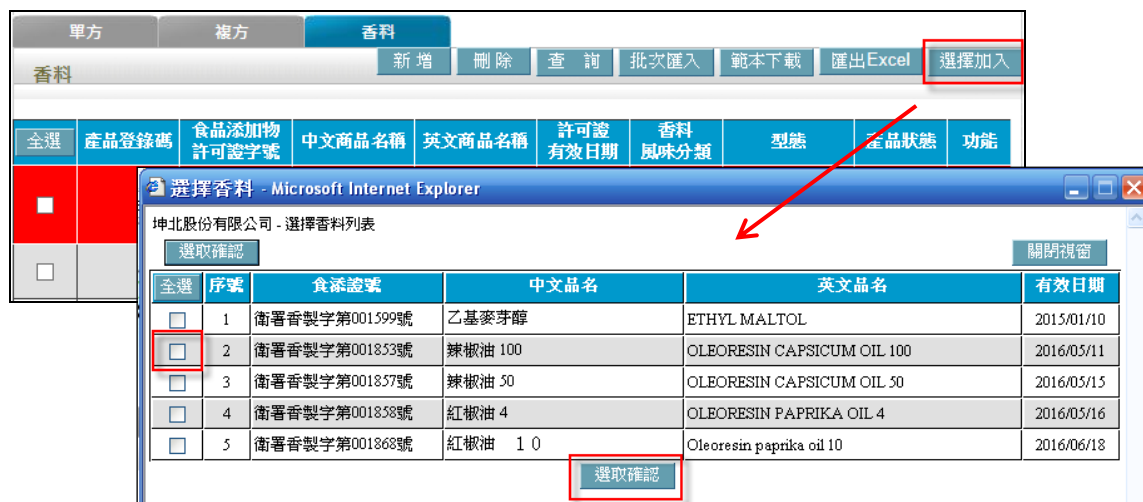 單方 複方 香料
香料 新 增 刪 除 查 詢 批次匯入 範本下載 匯出Excel 選擇加入
全選 產品登錄碼 食品添加物許可證字號 中文商品名稱 英文商品名稱 許可證有效日期 香料風味分類 型態 產品狀態 功能
選擇香料 - Microsoft Internet Explorer
坤北股份有限公司 - 選擇香料列表
選取確認 關閉視窗
全選 序號 食添證號 中文品名 英文品名 有效日期
1 衛署香製字第001599號 乙基麥芽醇 ETHYL MALTOL 2015/01/10
2 衛署香製字第001853號 辣椒油 100 OLEORESIN CAPSICUM OIL 100 2016/05/11
3 衛署香製字第001857號 辣椒油 50 OLEORESIN CAPSICUM OIL 50 2016/05/15
4 衛署香製字第001858號 紅椒油 4 OLEORESIN PAPRIKA OIL 4 2016/05/16
5 衛署香製字第001868號 紅椒油 １０ Oleoresin paprika oil 10 2016/06/18
選取確認